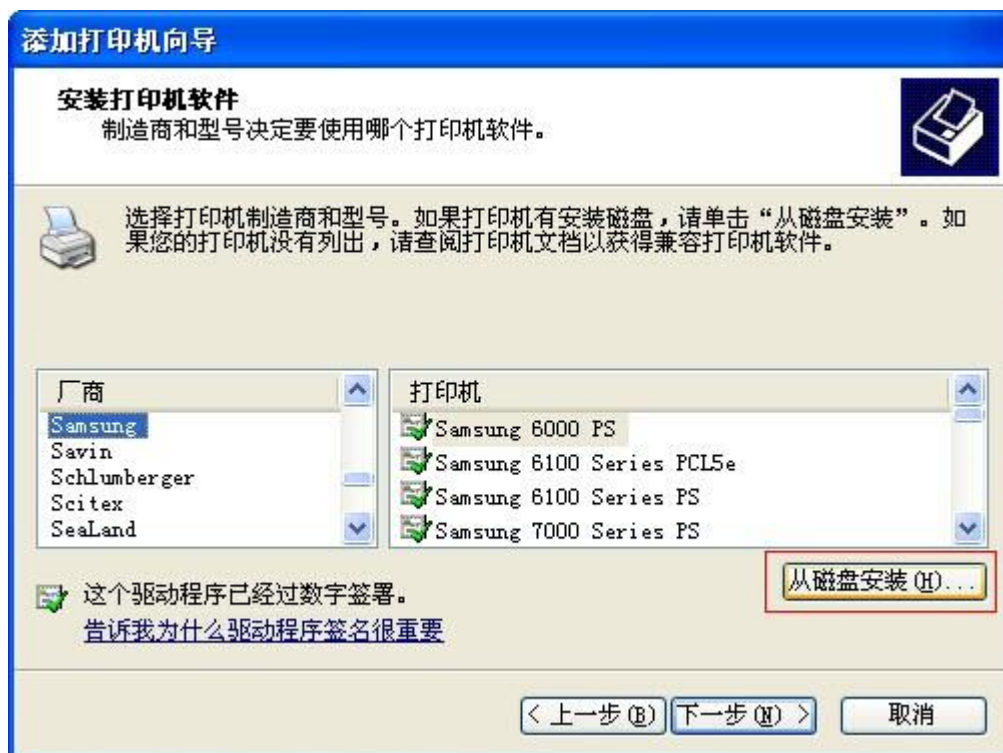 添加打印机向导
安装打印机软件
制造商和型号决定要使用哪个打印机软件。
选择打印机制造商和型号。如果打印机有安装磁盘，请单击“从磁盘安装”。如
果您的打印机没有列出，请查阅打印机文档以获得兼容打印机软件。
厂商
Samsung
Savin
Schlumberger
Scitex
SeaLand
打印机
Samsung 6000 PS
Samsung 6100 Series PCL5e
Samsung 6100 Series PS
Samsung 7000 Series PS
从磁盘安装(H)...
这个驱动程序已经过数字签署。
告诉我为什么驱动程序签名很重要
< 上一步(B) 下一步(N) > 取消